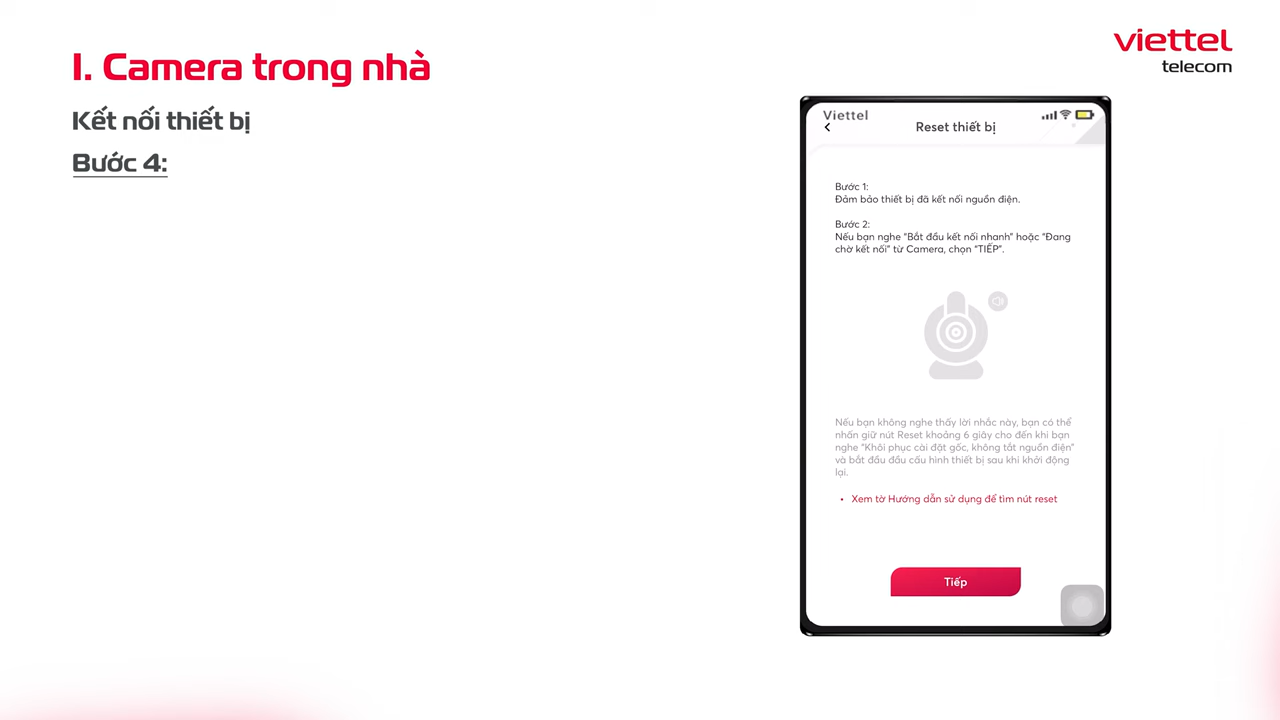 I. Camera trong nhà
viettel
telecom
Kết nối thiết bị
Bước 4:
Viettel
Reset thiết bị
Bước 1:
Đảm bảo thiết bị đã kết nối nguồn điện.
Bước 2:
Nếu bạn nghe “Bắt đầu kết nối nhanh” hoặc “Đang
chờ kết nối” từ Camera, chọn “TIẾP”.
Nếu bạn không nghe thấy lời nhắc này, bạn có thể
nhấn giữ nút Reset khoảng 6 giây cho đến khi bạn
nghe “Khôi phục cài đặt gốc, không tắt nguồn điện”
và bắt đầu đầu cấu hình thiết bị sau khi khởi động
lại.
• Xem tờ Hướng dẫn sử dụng để tìm nút reset
Tiếp